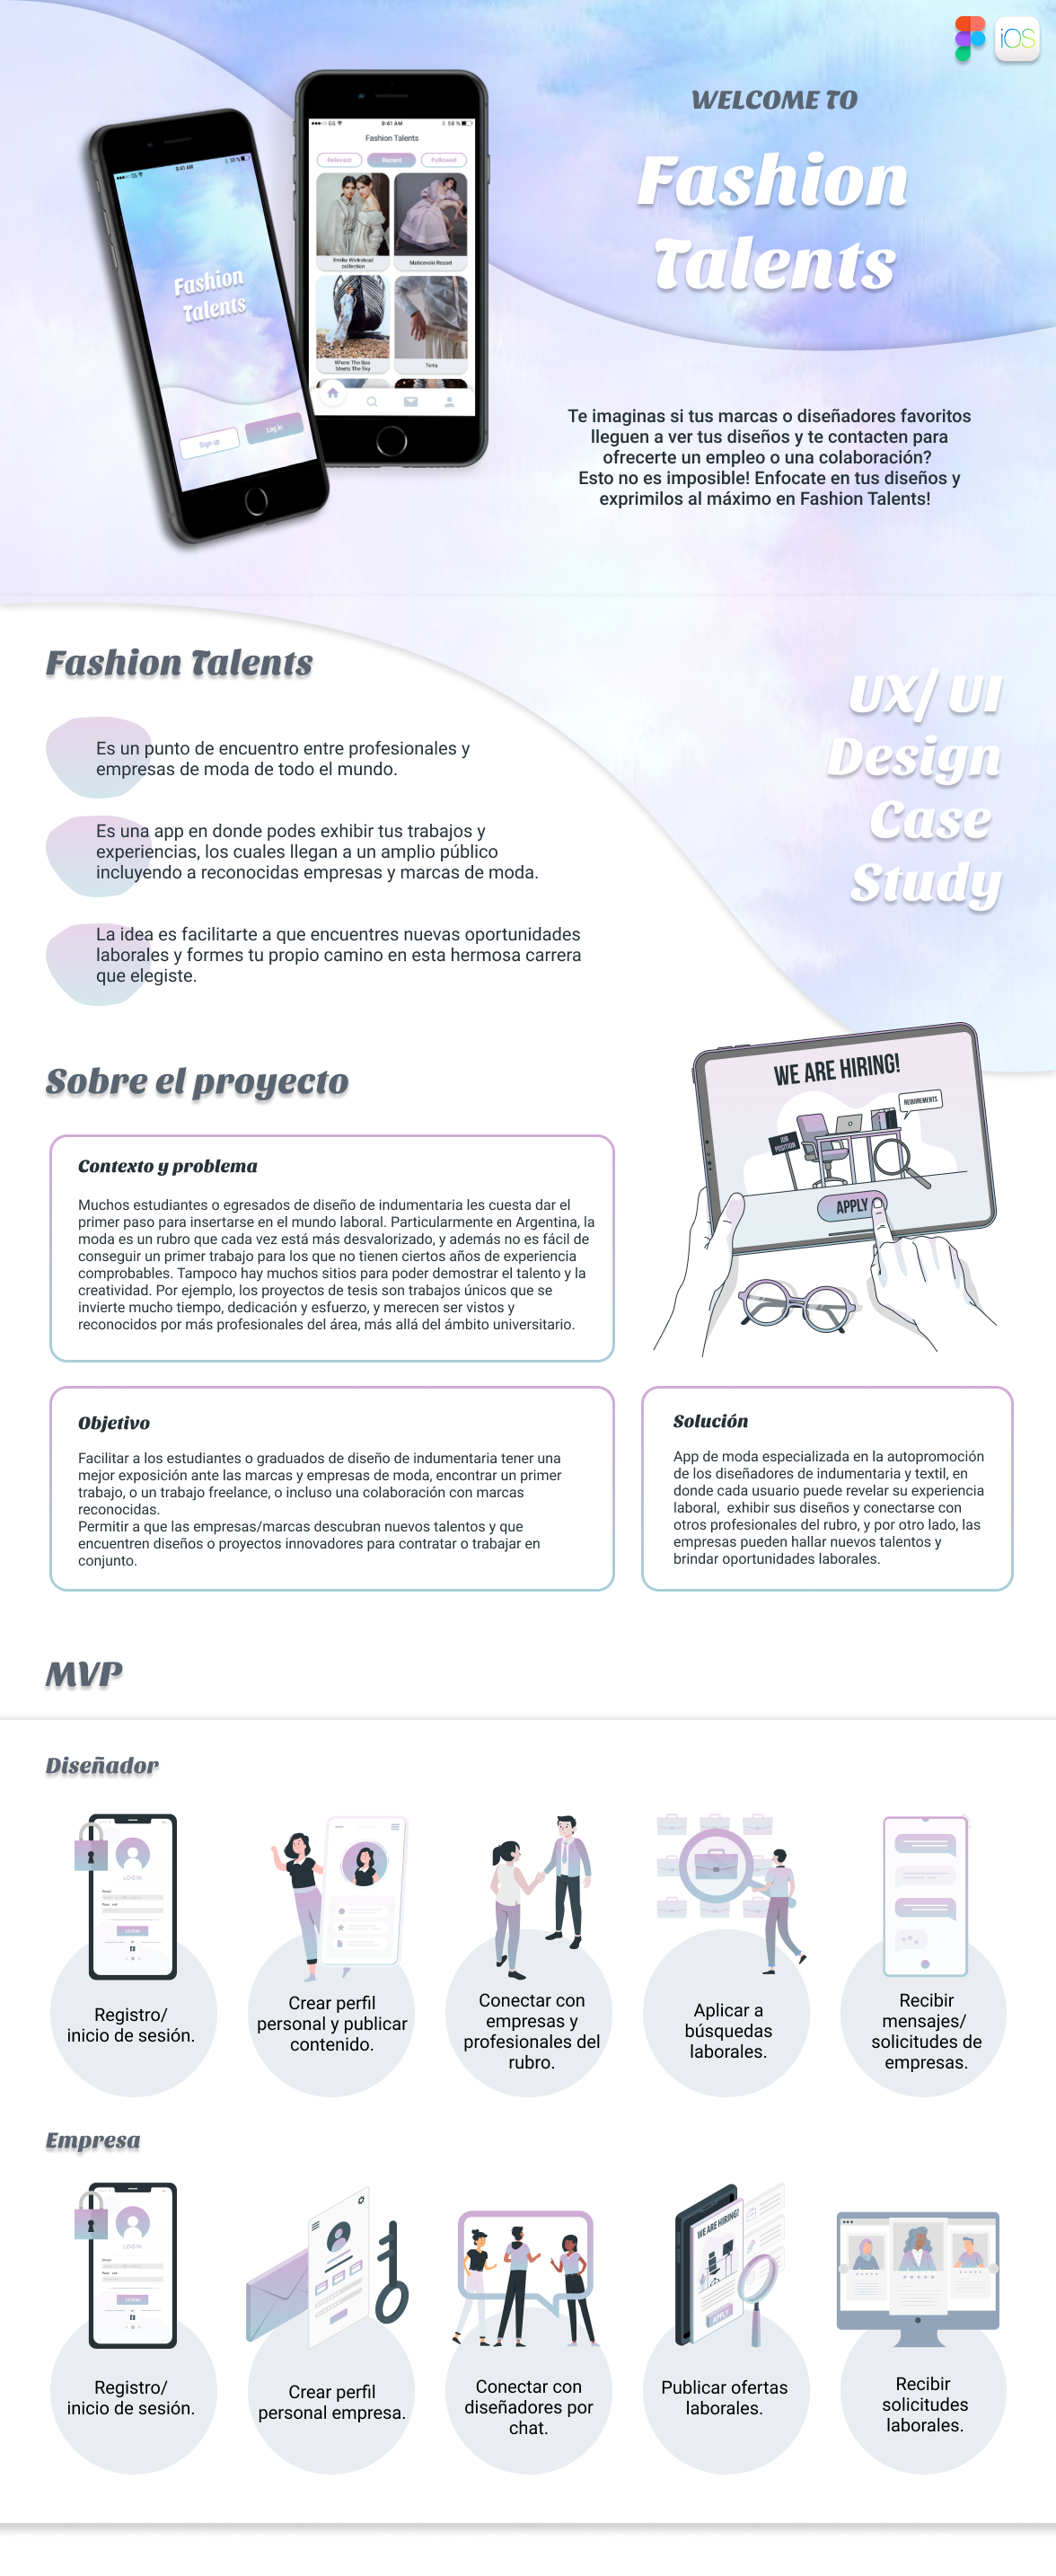 iOS
WELCOME TO
Fashion
Talents
GS
9:41 AM
58 %
Fashion Talents
Relevant
Recent
Followed
Emilia Wickstead
collection
Maticevski Resort
Where The Sea
Meets The Sky
Terra
GS
9:41 AM
58 %
Fashion
Talents
Sign up
Log in
Te imaginas si tus marcas o diseñadores favoritos
lleguen a ver tus diseños y te contacten para
ofrecerte un empleo o una colaboración?
Esto no es imposible! Enfocate en tus diseños y
exprimilos al máximo en Fashion Talents!
Fashion Talents
Es un punto de encuentro entre profesionales y
empresas de moda de todo el mundo.
Es una app en donde podes exhibir tus trabajos y
experiencias, los cuales llegan a un amplio público
incluyendo a reconocidas empresas y marcas de moda.
La idea es facilitarte a que encuentres nuevas oportunidades
laborales y formes tu propio camino en esta hermosa carrera
que elegiste.
UX/ UI
Design
Case
Study
Sobre el proyecto
WE ARE HIRING!
REQUIREMENTS
JOB
POSITION
APPLY
Contexto y problema
Muchos estudiantes o egresados de diseño de indumentaria les cuesta dar el
primer paso para insertarse en el mundo laboral. Particularmente en Argentina, la
moda es un rubro que cada vez está más desvalorizado, y además no es fácil de
conseguir un primer trabajo para los que no tienen ciertos años de experiencia
comprobables. Tampoco hay muchos sitios para poder demostrar el talento y la
creatividad. Por ejemplo, los proyectos de tesis son trabajos únicos que se
invierte mucho tiempo, dedicación y esfuerzo, y merecen ser vistos y
reconocidos por más profesionales del área, más allá del ámbito universitario.
Objetivo
Facilitar a los estudiantes o graduados de diseño de indumentaria tener una
mejor exposición ante las marcas y empresas de moda, encontrar un primer
trabajo, o un trabajo freelance, o incluso una colaboración con marcas
reconocidas.
Permitir a que las empresas/marcas descubran nuevos talentos y que
encuentren diseños o proyectos innovadores para contratar o trabajar en
conjunto.
Solución
App de moda especializada en la autopromoción
de los diseñadores de indumentaria y textil, en
donde cada usuario puede revelar su experiencia
laboral, exhibir sus diseños y conectarse con
otros profesionales del rubro, y por otro lado, las
empresas pueden hallar nuevos talentos y
brindar oportunidades laborales.
MVP
Diseñador
LOGIN
LOGIN
Registro/
inicio de sesión.
Crear perfil
personal y publicar
contenido.
Conectar con
empresas y
profesionales del
rubro.
Aplicar a
búsquedas
laborales.
Recibir
mensajes/
solicitudes de
empresas.
Empresa
LOGIN
LOGIN
Registro/
inicio de sesión.
Crear perfil
personal empresa.
Conectar con
diseñadores por
chat.
WE ARE HIRING!
APPLY
Publicar ofertas
laborales.
Recibir
solicitudes
laborales.